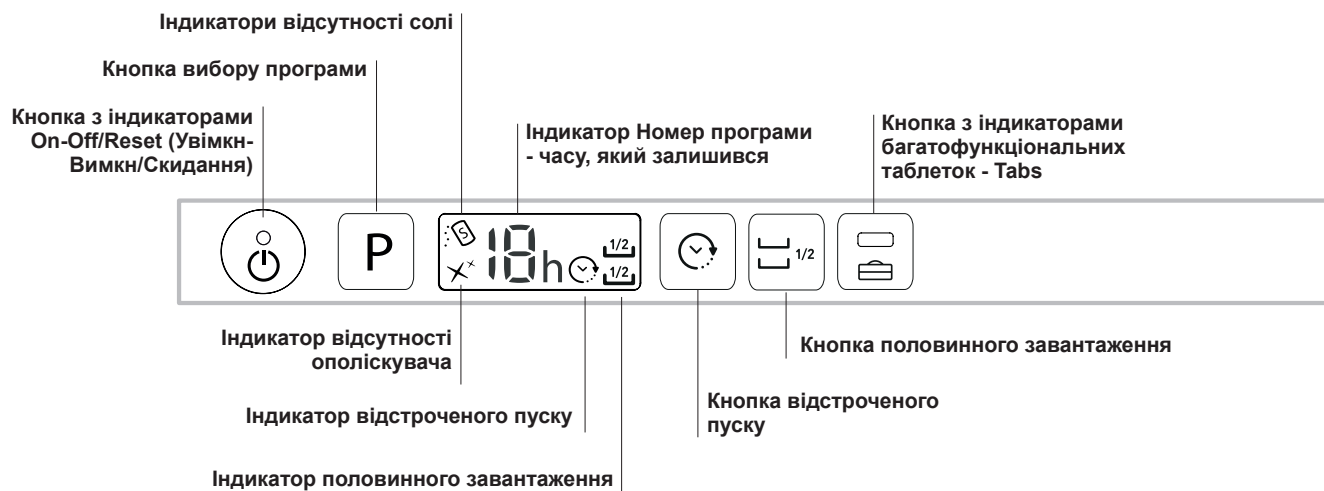 Індикатори відсутності солі
Кнопка вибору програми
Кнопка з індикаторами
On-Off/Reset (Увімкн-
Вимкн/Скидання)
Індикатор Номер програми
- часу, який залишився
Кнопка з індикаторами
багатофункціональних
таблеток - Tabs
P
S
18h
1/2
1/2
1/2
Індикатор відсутності
ополіскувача
Кнопка половинного завантаження
Індикатор відстроченого пуску
Кнопка відстроченого
пуску
Індикатор половинного завантаження